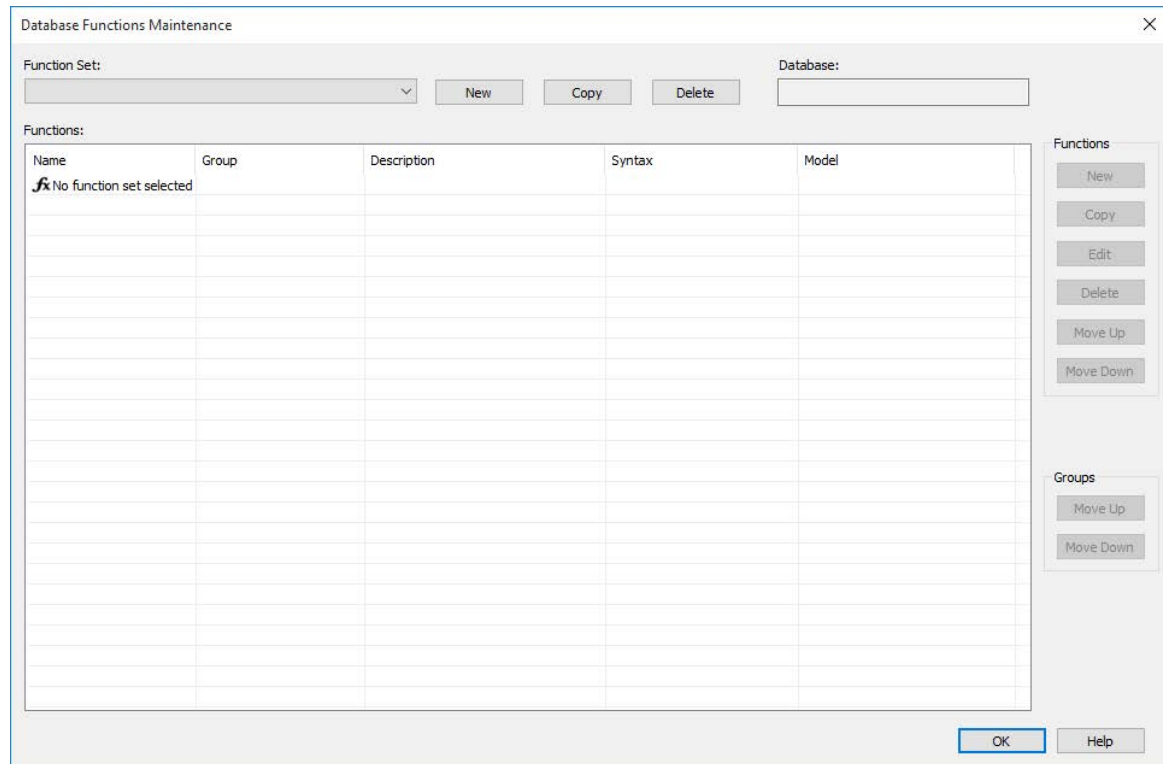 Database Functions Maintenance
Function Set:
Database:
New
Copy
Delete
Functions:
Name Group Description Syntax Model
fx No function set selected
Functions
New
Copy
Edit
Delete
Move Up
Move Down
Groups
Move Up
Move Down
OK
Help